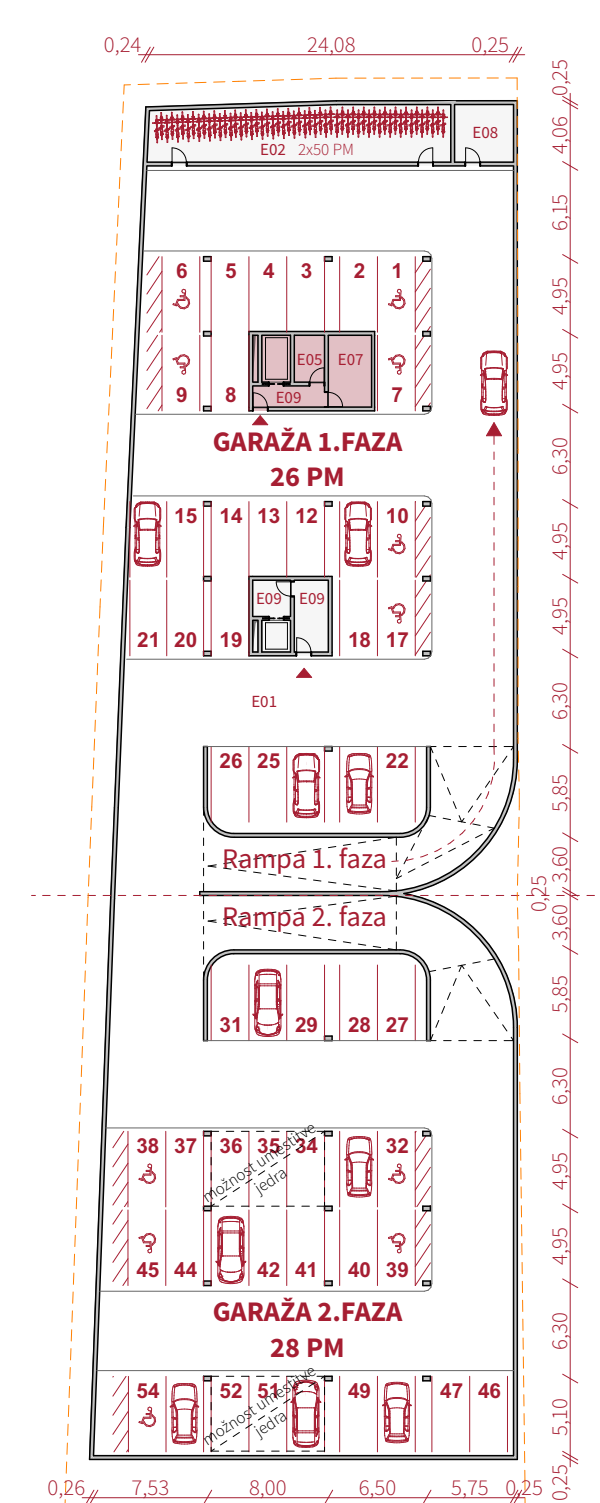 0,24 24,08 0,25
0,25
4,06
E02 2x50 PM E08
6,15
6 5 4 3 2 1
4,95
E05 E07
E09
4,95
9 8 7
GARAŽA 1.FAZA
26 PM
6,30
15 14 13 12 10
4,95
E09 E09
4,95
21 20 19 18 17
E01
6,30
26 25 22
5,85
Rampa 1. faza
3,60
0,25
Rampa 2. faza
3,60
31 29 28 27
5,85
6,30
38 37 36 35 34 32
možnost umestitve
jedra
4,95
4,95
45 44 42 41 40 39
GARAŽA 2.FAZA
28 PM
6,30
54 52 51 49 47 46
možnost umestitve
jedra
5,10
0,25
0,26 7,53 8,00 6,50 5,75 0,25